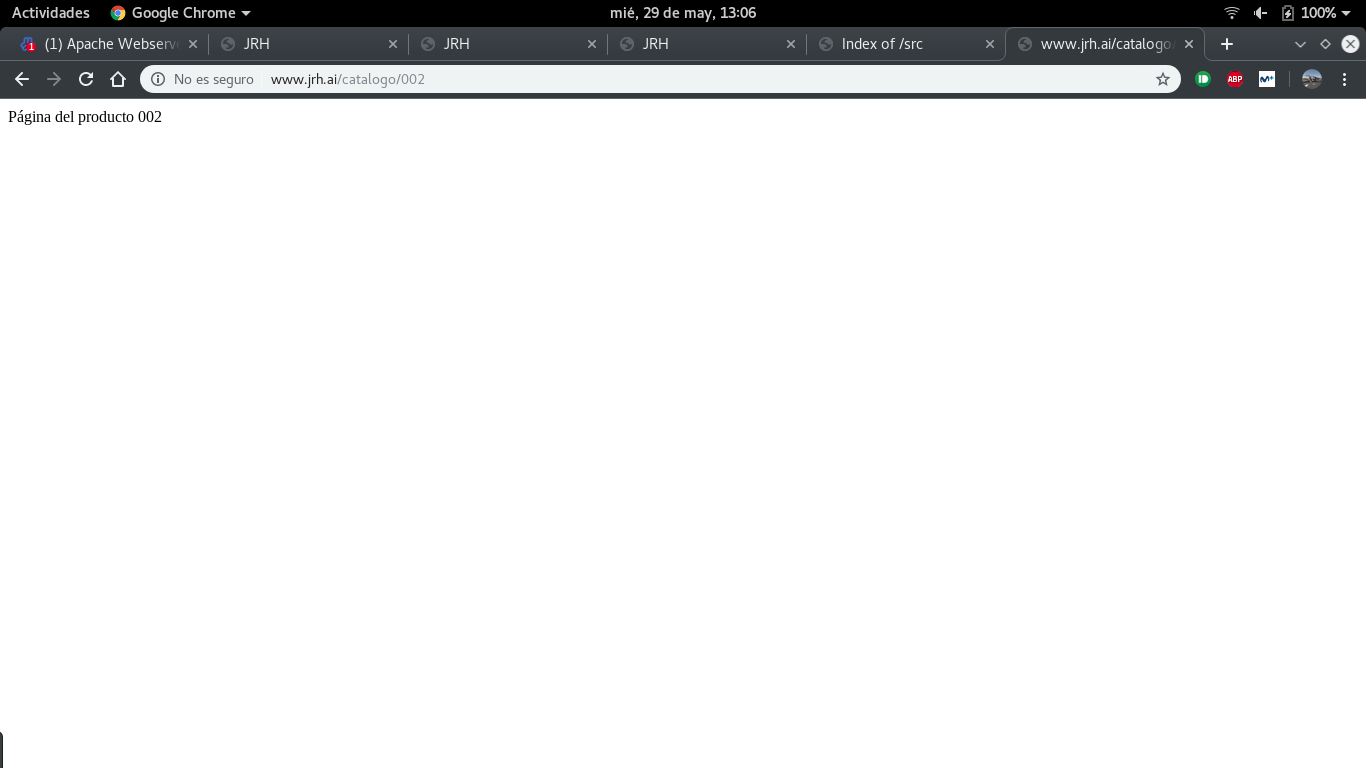 Actividades Google Chrome mié, 29 de may, 13:06 100%
(1) Apache Webserve JRH JRH JRH Index of /src www.jrh.ai/catalogo/
No es seguro www.jrh.ai/catalogo/002 ABP M+
Página del producto 002